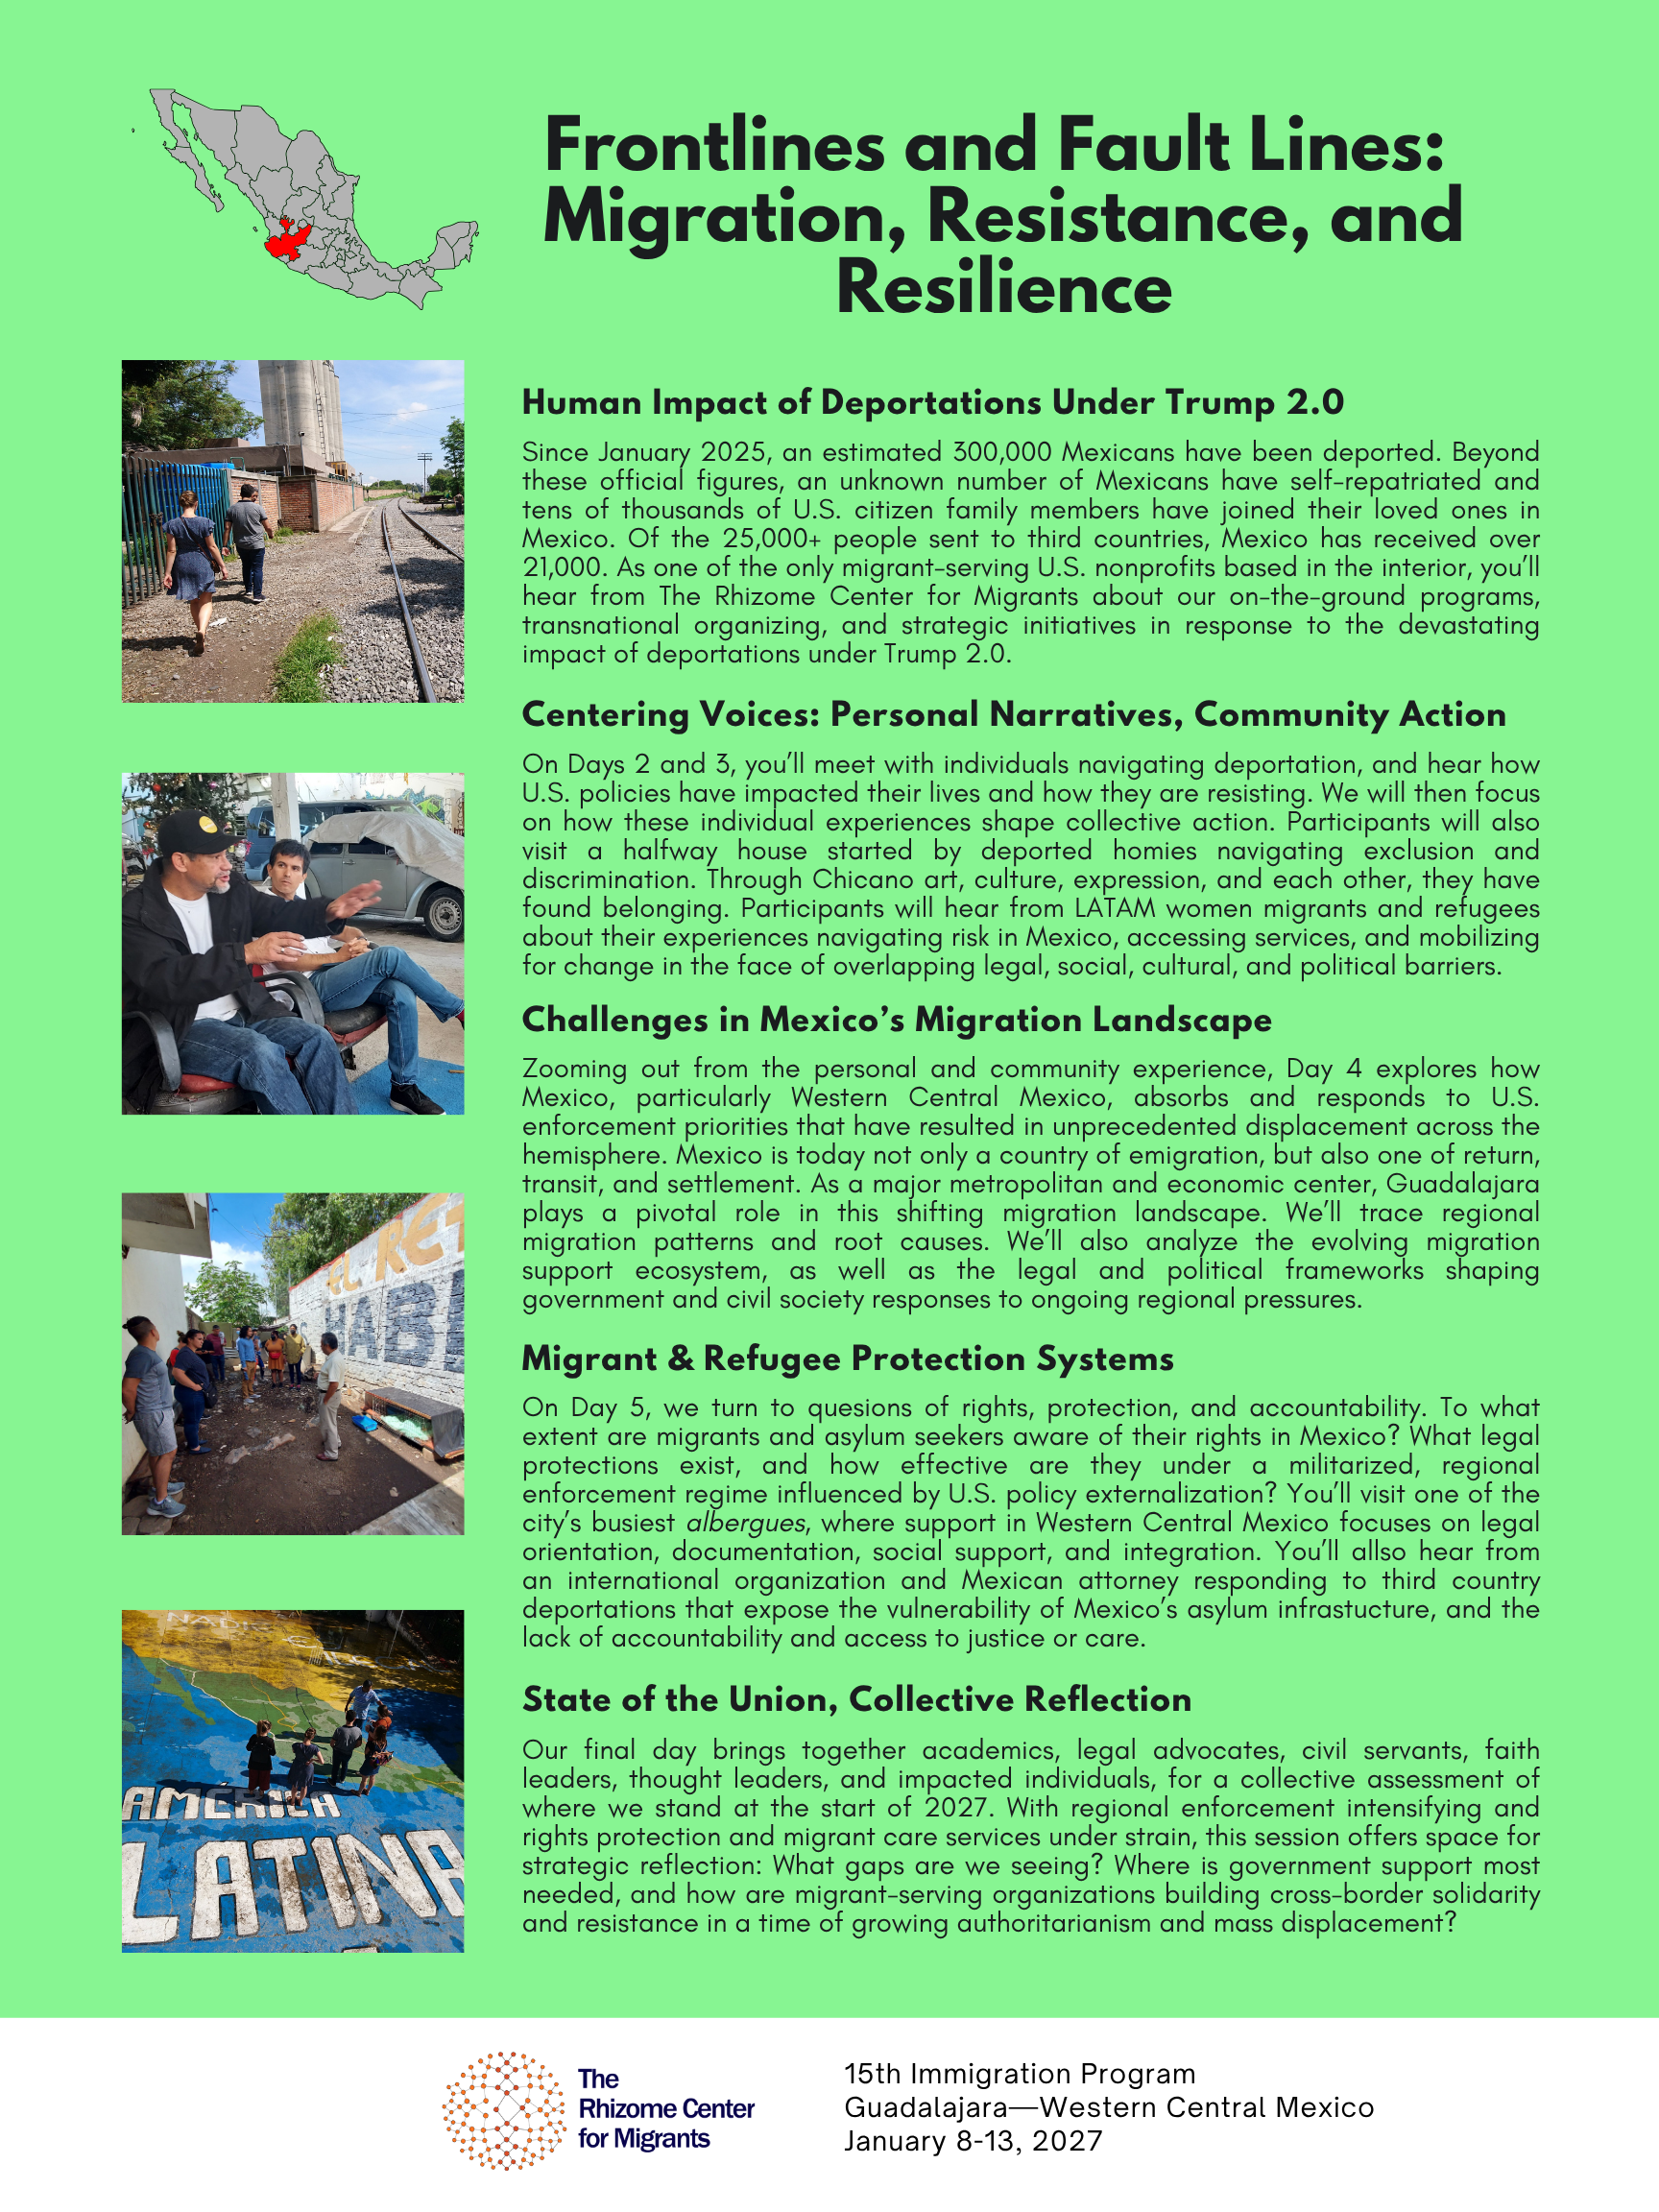 Frontlines and Fault Lines:
Migration, Resistance, and
Resilience
Human Impact of Deportations Under Trump 2.0
Since January 2025, an estimated 300,000 Mexicans have been deported. Beyond
these official figures, an unknown number of Mexicans have self-repatriated and
tens of thousands of U.S. citizen family members have joined their loved ones in
Mexico. Of the 25,000+ people sent to third countries, Mexico has received over
21,000. As one of the only migrant-serving U.S. nonprofits based in the interior, you'll
hear from The Rhizome Center for Migrants about our on-the-ground programs,
transnational organizing, and strategic initiatives in response to the devastating
impact of deportations under Trump 2.0.
Centering Voices: Personal Narratives, Community Action
On Days 2 and 3, you'll meet with individuals navigating deportation, and hear how
U.S. policies have impacted their lives and how they are resisting. We will then focus
on how these individual experiences shape collective action. Participants will also
visit a halfway house started by deported homies navigating exclusion and
discrimination. Through Chicano art, culture, expression, and each other, they have
found belonging. Participants will hear from LATAM women migrants and refugees
about their experiences navigating risk in Mexico, accessing services, and mobilizing
for change in the face of overlapping legal, social, cultural, and political barriers.
Challenges in Mexico's Migration Landscape
Zooming out from the personal and community experience, Day 4 explores how
Mexico, particularly Western Central Mexico, absorbs and responds to U.S.
enforcement priorities that have resulted in unprecedented displacement across the
hemisphere. Mexico is today not only a country of emigration, but also one of return,
transit, and settlement. As a major metropolitan and economic center, Guadalajara
plays a pivotal role in this shifting migration landscape. We'll trace regional
migration patterns and root causes. We'll also analyze the evolving migration
support ecosystem, as well as the legal and political frameworks shaping
government and civil society responses to ongoing regional pressures.
EL RET
HABI
Migrant & Refugee Protection Systems
On Day 5, we turn to quesions of rights, protection, and accountability. To what
extent are migrants and asylum seekers aware of their rights in Mexico? What legal
protections exist, and how effective are they under a militarized, regional
enforcement regime influenced by U.S. policy externalization? You'll visit one of the
city's busiest albergues, where support in Western Central Mexico focuses on legal
orientation, documentation, social support, and integration. You'll allso hear from
an international organization and Mexican attorney responding to third country
deportations that expose the vulnerability of Mexico's asylum infrastucture, and the
lack of accountability and access to justice or care.
AMÉRICA
LATINA
State of the Union, Collective Reflection
Our final day brings together academics, legal advocates, civil servants, faith
leaders, thought leaders, and impacted individuals, for a collective assessment of
where we stand at the start of 2027. With regional enforcement intensifying and
rights protection and migrant care services under strain, this session offers space for
strategic reflection: What gaps are we seeing? Where is government support most
needed, and how are migrant-serving organizations building cross-border solidarity
and resistance in a time of growing authoritarianism and mass displacement?
The
Rhizome Center
for Migrants
15th Immigration Program
Guadalajara—Western Central Mexico
January 8-13, 2027